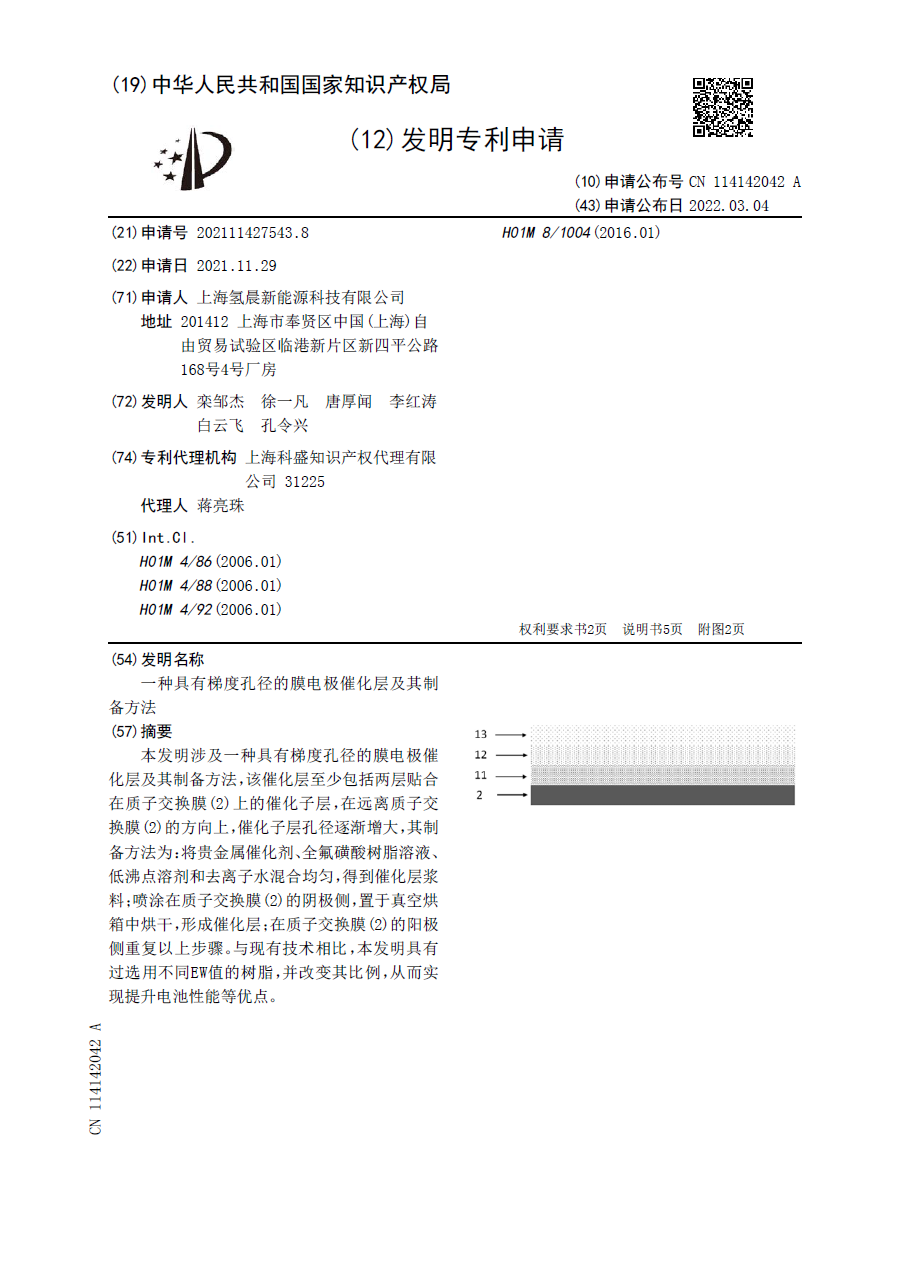 (19)中华人民共和国国家知识产权局
(12)发明专利申请
(10)申请公布号 CN 114142042 A
(43)申请公布日 2022.03.04
(21)申请号 202111427543.8
(22)申请日 2021.11.29
(71)申请人 上海氢晨新能源科技有限公司
地址 201412 上海市奉贤区中国(上海)自
由贸易试验区临港新片区新四平公路
168号4号厂房
(72)发明人 栾邹杰 徐一凡 唐厚闻 李红涛
白云飞 孔令兴
(74)专利代理机构 上海科盛知识产权代理有限
公司 31225
代理人 蒋亮珠
(51)Int.Cl.
H01M 4/86(2006.01)
H01M 4/88(2006.01)
H01M 4/92(2006.01)
H01M 8/1004(2016.01)
权利要求书2页 说明书5页 附图2页
(54)发明名称
一种具有梯度孔径的膜电极催化层及其制
备方法
(57)摘要
本发明涉及一种具有梯度孔径的膜电极催
化层及其制备方法,该催化层至少包括两层贴合
在质子交换膜(2)上的催化子层,在远离质子交
换膜(2)的方向上,催化子层孔径逐渐增大,其制
备方法为:将贵金属催化剂、全氟磺酸树脂溶液、
低沸点溶剂和去离子水混合均匀,得到催化层浆
料;喷涂在质子交换膜(2)的阴极侧,置于真空烘
箱中烘干,形成催化层;在质子交换膜(2)的阳极
侧重复以上步骤。与现有技术相比,本发明具有
过选用不同EW值的树脂,并改变其比例,从而实
现提升电池性能等优点。
13
12
11
2
CN 114142042 A